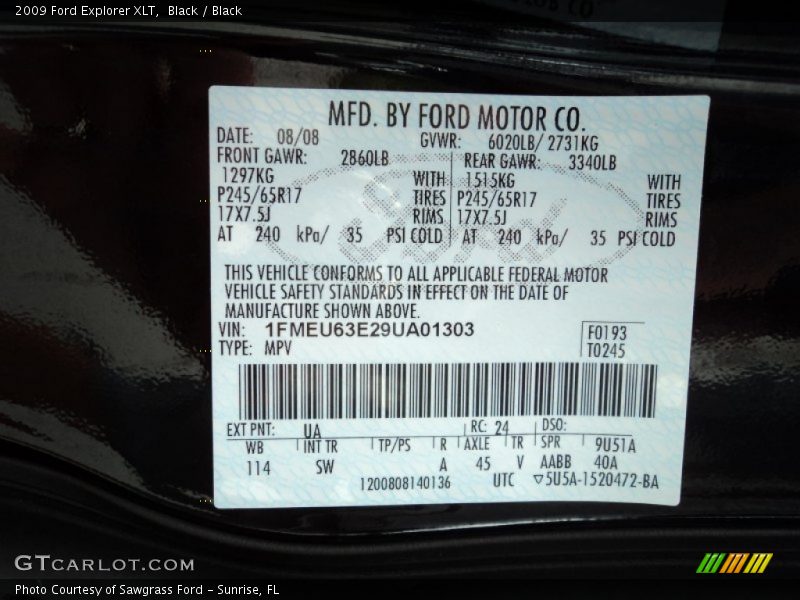 2009 Ford Explorer XLT,  Black / Black
MFD. BY FORD MOTOR CO.
DATE: 08/08 GVWR: 6020LB/ 2731KG
FRONT GAWR: 2860LB REAR GAWR: 3340LB
1297KG WITH 1515KG WITH
P245/65R17 TIRES P245/65R17 TIRES
17X7.5J RIMS 17X7.5J RIMS
AT 240 kPa/ 35 PSI COLD AT 240 kPa/ 35 PSI COLD
Ford
THIS VEHICLE CONFORMS TO ALL APPLICABLE FEDERAL MOTOR
VEHICLE SAFETY STANDARDS IN EFFECT ON THE DATE OF
MANUFACTURE SHOWN ABOVE.
VIN: 1FMEU63E29UA01303
F0193
TYPE: MPV
T0245
EXT PNT: UA RC: 24 DSO:
WB INT TR TP/PS R AXLE TR SPR 9U51A
114 SW A 45 V AABB 40A
1200808140136 UTC ▽5U5A-1520472-BA
GTCARLOT.COM
Photo Courtesy of Sawgrass Ford - Sunrise, FL